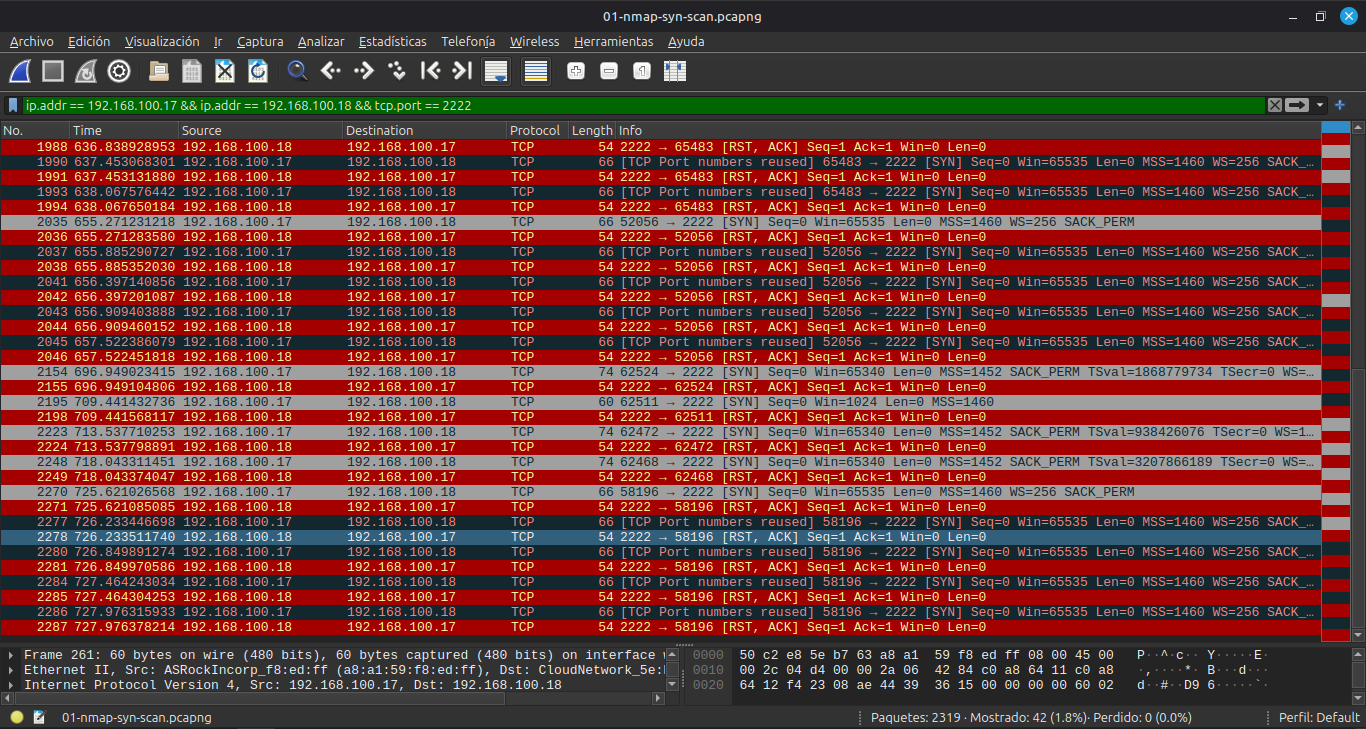 01-nmap-syn-scan.pcapng
Archivo Edición Visualización Ir Captura Analizar Estadísticas Telefonía Wireless Herramientas Ayuda
ip.addr == 192.168.100.17 && ip.addr == 192.168.100.18 && tcp.port == 2222
No. Time Source Destination Protocol Length Info
1988 636.838928953 192.168.100.18 192.168.100.17 TCP 54 2222 → 65483 [RST, ACK] Seq=1 Ack=1 Win=0 Len=0
1990 637.453068301 192.168.100.17 192.168.100.18 TCP 66 [TCP Port numbers reused] 65483 → 2222 [SYN] Seq=0 Win=65535 Len=0 MSS=1460 WS=256 SACK_…
1991 637.453131880 192.168.100.18 192.168.100.17 TCP 54 2222 → 65483 [RST, ACK] Seq=1 Ack=1 Win=0 Len=0
1993 638.067576442 192.168.100.17 192.168.100.18 TCP 66 [TCP Port numbers reused] 65483 → 2222 [SYN] Seq=0 Win=65535 Len=0 MSS=1460 WS=256 SACK_…
1994 638.067650184 192.168.100.18 192.168.100.17 TCP 54 2222 → 65483 [RST, ACK] Seq=1 Ack=1 Win=0 Len=0
2035 655.271231218 192.168.100.17 192.168.100.18 TCP 66 52056 → 2222 [SYN] Seq=0 Win=65535 Len=0 MSS=1460 WS=256 SACK_PERM
2036 655.271283580 192.168.100.18 192.168.100.17 TCP 54 2222 → 52056 [RST, ACK] Seq=1 Ack=1 Win=0 Len=0
2037 655.885290727 192.168.100.17 192.168.100.18 TCP 66 [TCP Port numbers reused] 52056 → 2222 [SYN] Seq=0 Win=65535 Len=0 MSS=1460 WS=256 SACK_…
2038 655.885352030 192.168.100.18 192.168.100.17 TCP 54 2222 → 52056 [RST, ACK] Seq=1 Ack=1 Win=0 Len=0
2041 656.397140856 192.168.100.17 192.168.100.18 TCP 66 [TCP Port numbers reused] 52056 → 2222 [SYN] Seq=0 Win=65535 Len=0 MSS=1460 WS=256 SACK_…
2042 656.397201087 192.168.100.18 192.168.100.17 TCP 54 2222 → 52056 [RST, ACK] Seq=1 Ack=1 Win=0 Len=0
2043 656.909403888 192.168.100.17 192.168.100.18 TCP 66 [TCP Port numbers reused] 52056 → 2222 [SYN] Seq=0 Win=65535 Len=0 MSS=1460 WS=256 SACK_…
2044 656.909460152 192.168.100.18 192.168.100.17 TCP 54 2222 → 52056 [RST, ACK] Seq=1 Ack=1 Win=0 Len=0
2045 657.522386079 192.168.100.17 192.168.100.18 TCP 66 [TCP Port numbers reused] 52056 → 2222 [SYN] Seq=0 Win=65535 Len=0 MSS=1460 WS=256 SACK_…
2046 657.522451818 192.168.100.18 192.168.100.17 TCP 54 2222 → 52056 [RST, ACK] Seq=1 Ack=1 Win=0 Len=0
2154 696.949023415 192.168.100.17 192.168.100.18 TCP 74 62524 → 2222 [SYN] Seq=0 Win=65340 Len=0 MSS=1452 SACK_PERM TSval=1868779734 TSecr=0 WS=…
2155 696.949104806 192.168.100.18 192.168.100.17 TCP 54 2222 → 62524 [RST, ACK] Seq=1 Ack=1 Win=0 Len=0
2195 709.441432736 192.168.100.17 192.168.100.18 TCP 60 62511 → 2222 [SYN] Seq=0 Win=1024 Len=0 MSS=1460
2198 709.441568117 192.168.100.18 192.168.100.17 TCP 54 2222 → 62511 [RST, ACK] Seq=1 Ack=1 Win=0 Len=0
2223 713.537710253 192.168.100.17 192.168.100.18 TCP 74 62472 → 2222 [SYN] Seq=0 Win=65340 Len=0 MSS=1452 SACK_PERM TSval=938426076 TSecr=0 WS=1…
2224 713.537798891 192.168.100.18 192.168.100.17 TCP 54 2222 → 62472 [RST, ACK] Seq=1 Ack=1 Win=0 Len=0
2248 718.043311451 192.168.100.17 192.168.100.18 TCP 74 62468 → 2222 [SYN] Seq=0 Win=65340 Len=0 MSS=1452 SACK_PERM TSval=3207866189 TSecr=0 WS=…
2249 718.043374047 192.168.100.18 192.168.100.17 TCP 54 2222 → 62468 [RST, ACK] Seq=1 Ack=1 Win=0 Len=0
2270 725.621026568 192.168.100.17 192.168.100.18 TCP 66 58196 → 2222 [SYN] Seq=0 Win=65535 Len=0 MSS=1460 WS=256 SACK_PERM
2271 725.621085085 192.168.100.18 192.168.100.17 TCP 54 2222 → 58196 [RST, ACK] Seq=1 Ack=1 Win=0 Len=0
2277 726.233446698 192.168.100.17 192.168.100.18 TCP 66 [TCP Port numbers reused] 58196 → 2222 [SYN] Seq=0 Win=65535 Len=0 MSS=1460 WS=256 SACK_…
2278 726.233511740 192.168.100.18 192.168.100.17 TCP 54 2222 → 58196 [RST, ACK] Seq=1 Ack=1 Win=0 Len=0
2280 726.849891274 192.168.100.17 192.168.100.18 TCP 66 [TCP Port numbers reused] 58196 → 2222 [SYN] Seq=0 Win=65535 Len=0 MSS=1460 WS=256 SACK_…
2281 726.849970586 192.168.100.18 192.168.100.17 TCP 54 2222 → 58196 [RST, ACK] Seq=1 Ack=1 Win=0 Len=0
2284 727.464243034 192.168.100.17 192.168.100.18 TCP 66 [TCP Port numbers reused] 58196 → 2222 [SYN] Seq=0 Win=65535 Len=0 MSS=1460 WS=256 SACK_…
2285 727.464304253 192.168.100.18 192.168.100.17 TCP 54 2222 → 58196 [RST, ACK] Seq=1 Ack=1 Win=0 Len=0
2286 727.976315933 192.168.100.17 192.168.100.18 TCP 66 [TCP Port numbers reused] 58196 → 2222 [SYN] Seq=0 Win=65535 Len=0 MSS=1460 WS=256 SACK_…
2287 727.976378214 192.168.100.18 192.168.100.17 TCP 54 2222 → 58196 [RST, ACK] Seq=1 Ack=1 Win=0 Len=0
Frame 261: 60 bytes on wire (480 bits), 60 bytes captured (480 bits) on interface
Ethernet II, Src: ASRockIncorp_f8:ed:ff (a8:a1:59:f8:ed:ff), Dst: CloudNetwork_5e:
Internet Protocol Version 4, Src: 192.168.100.17, Dst: 192.168.100.18
0000 50 c2 e8 5e b7 63 a8 a1 59 f8 ed ff 08 00 45 00 P··^·c·· Y·····E·
0010 00 2c 04 d4 00 00 2a 06 42 84 c0 a8 64 11 c0 a8 ·,····*· B···d···
0020 64 12 f4 23 08 ae 44 39 36 15 00 00 00 00 60 02 d··#··D9 6·····`·
01-nmap-syn-scan.pcapng
Paquetes: 2319 · Mostrado: 42 (1.8%) · Perdido: 0 (0.0%)
Perfil: Default